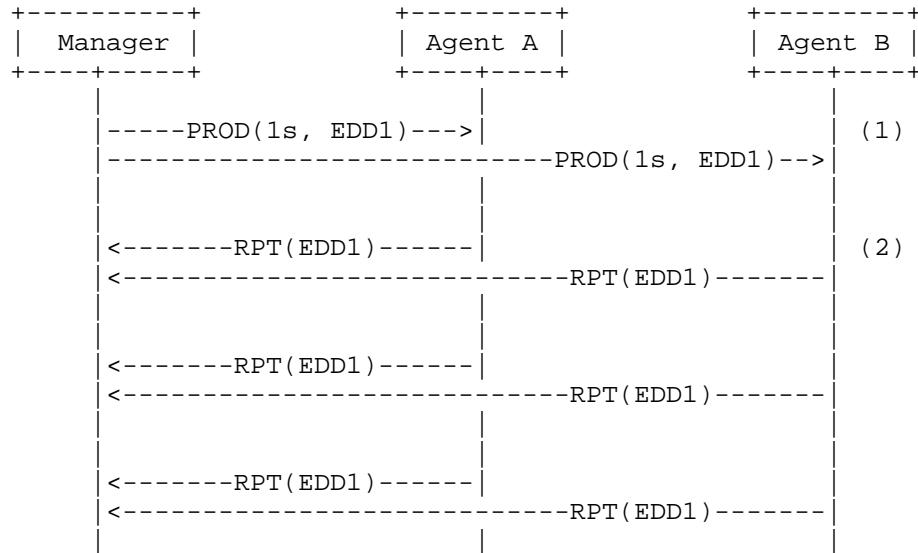 Manager Agent A Agent B
PROD(1s, EDD1) (1)
PROD(1s, EDD1)
RPT(EDD1) (2)
RPT(EDD1)
RPT(EDD1)
RPT(EDD1)
RPT(EDD1)
RPT(EDD1)